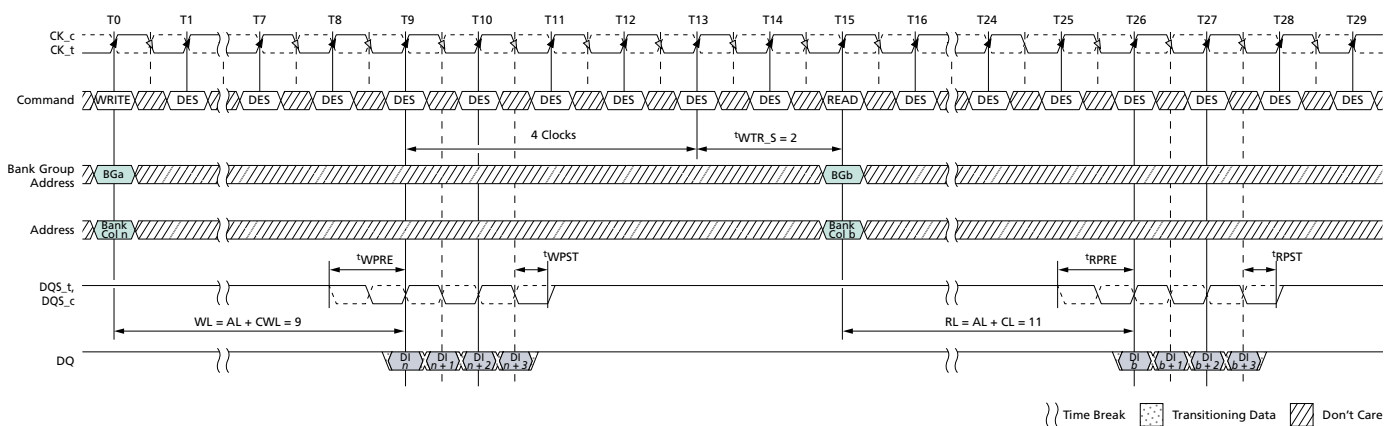 T0 T1 T7 T8 T9 T10 T11 T12 T13 T14 T15 T16 T24 T25 T26 T27 T28 T29
CK_c
CK_t
Command WRITE DES DES DES DES DES DES DES DES DES READ DES DES DES DES DES DES DES
4 Clocks tWTR_S = 2
Bank Group
Address BGa BGb
Address Bank
Col n Bank
Col b
tWPRE tWPST tRPRE tRPST
DQS_t,
DQS_c
WL = AL + CWL = 9 RL = AL + CL = 11
DQ DI
n DI
n + 1 DI
n + 2 DI
n + 3 DI
b DI
b + 1 DI
b + 2 DI
b + 3
Time Break Transitioning Data Don't Care